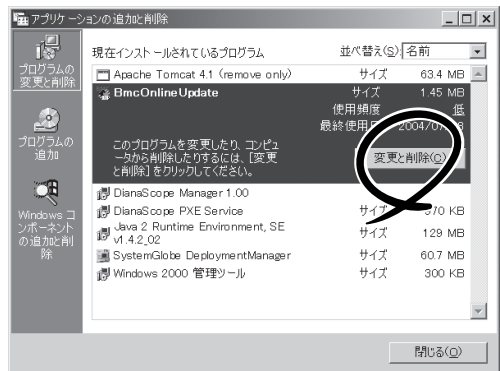 アプリケーションの追加と削除
プログラムの
変更と削除
プログラムの
追加
Windows コ
ンポーネント
の追加と削
除
現在インストールされているプログラム
並べ替え(S): 名前
Apache Tomcat 4.1 (remove only) サイズ 63.4 MB
BmcOnlineUpdate サイズ 1.45 MB
使用頻度 低
最終使用
このプログラムを変更したり、コンピュ
ータから削除したりするには、[変更
と削除] をクリックしてください。
変更と削除(C)
DianaScope Manager 1.00
DianaScope PXE Service サイズ 970 KB
Java 2 Runtime Environment, SE
v1.4.2_02 サイズ 129 MB
SystemGlobe DeploymentManager サイズ 60.7 MB
Windows 2000 管理ツール サイズ 300 KB
閉じる(O)